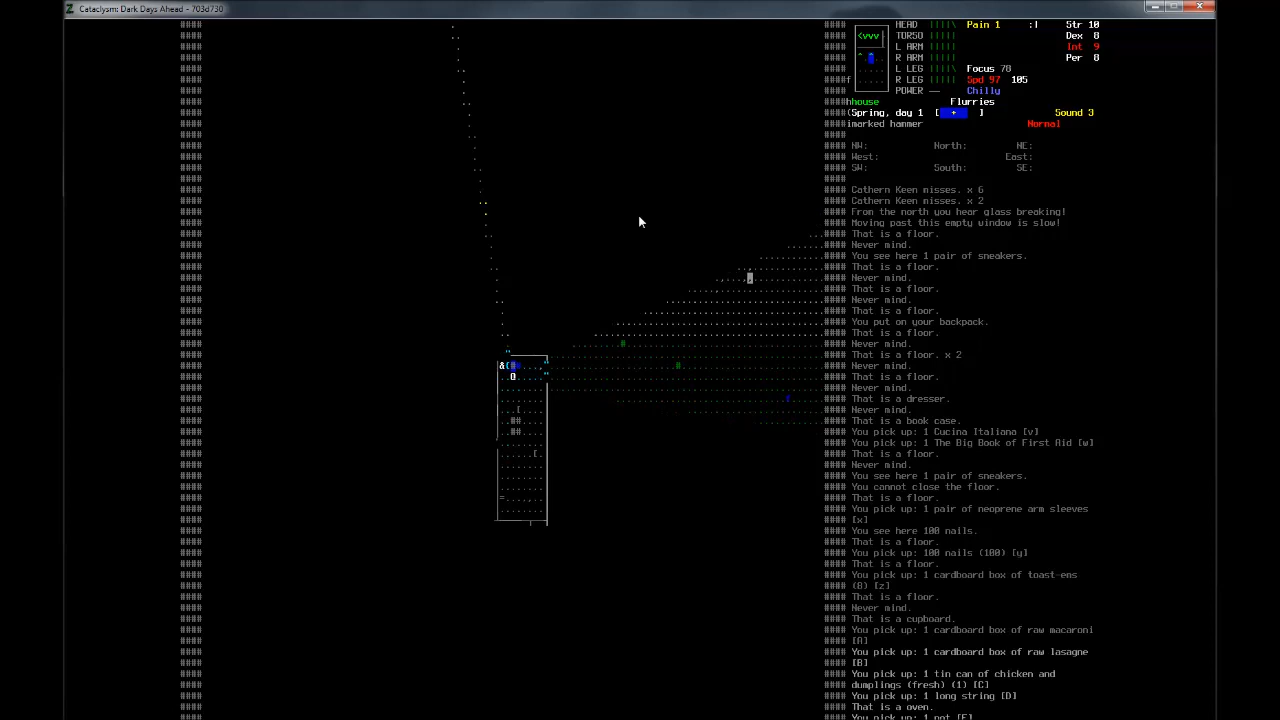 Cataclysm: Dark Days Ahead - 703d730
HEAD Pain 1 :| Str 10
TORSO Dex 8
L ARM Int 9
R ARM Per 8
L LEG Focus 78
R LEG Spd 97 105
POWER -- Chilly
house Flurries
(Spring, day 1 [ + ] Sound 3
marked hammer Normal
NW: North: NE:
West: East:
SW: South: SE:
Cathern Keen misses. x 6
Cathern Keen misses. x 2
From the north you hear glass breaking!
Moving past this empty window is slow!
That is a floor.
Never mind.
You see here 1 pair of sneakers.
That is a floor.
Never mind.
That is a floor.
Never mind.
That is a floor.
You put on your backpack.
That is a floor.
Never mind.
That is a floor. x 2
Never mind.
That is a floor.
Never mind.
That is a dresser.
Never mind.
That is a book case.
You pick up: 1 Cucina Italiana [v]
You pick up: 1 The Big Book of First Aid [w]
That is a floor.
Never mind.
You see here 1 pair of sneakers.
You cannot close the floor.
That is a floor.
You pick up: 1 pair of neoprene arm sleeves
[x]
You see here 100 nails.
That is a floor.
You pick up: 100 nails (100) [y]
That is a floor.
You pick up: 1 cardboard box of toast-ems
(8) [z]
That is a floor.
Never mind.
That is a cupboard.
You pick up: 1 cardboard box of raw macaroni
[A]
You pick up: 1 cardboard box of raw lasagne
[B]
You pick up: 1 tin can of chicken and
dumplings (fresh) (1) [C]
You pick up: 1 long string [D]
That is a oven.
You pick up: 1 pot [E]